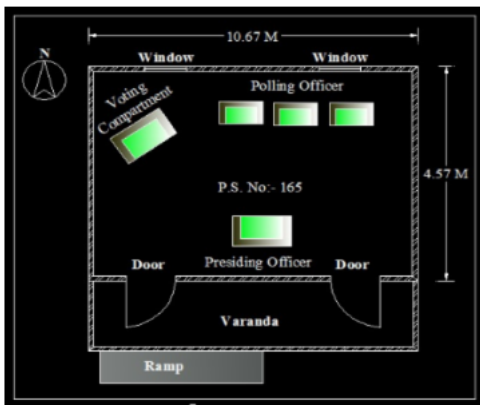 10.67 M
N
Window
Window
Voting
Compartment
Polling Officer
4.57 M
P.S. No:- 165
Door
Presiding Officer
Door
Varanda
Ramp